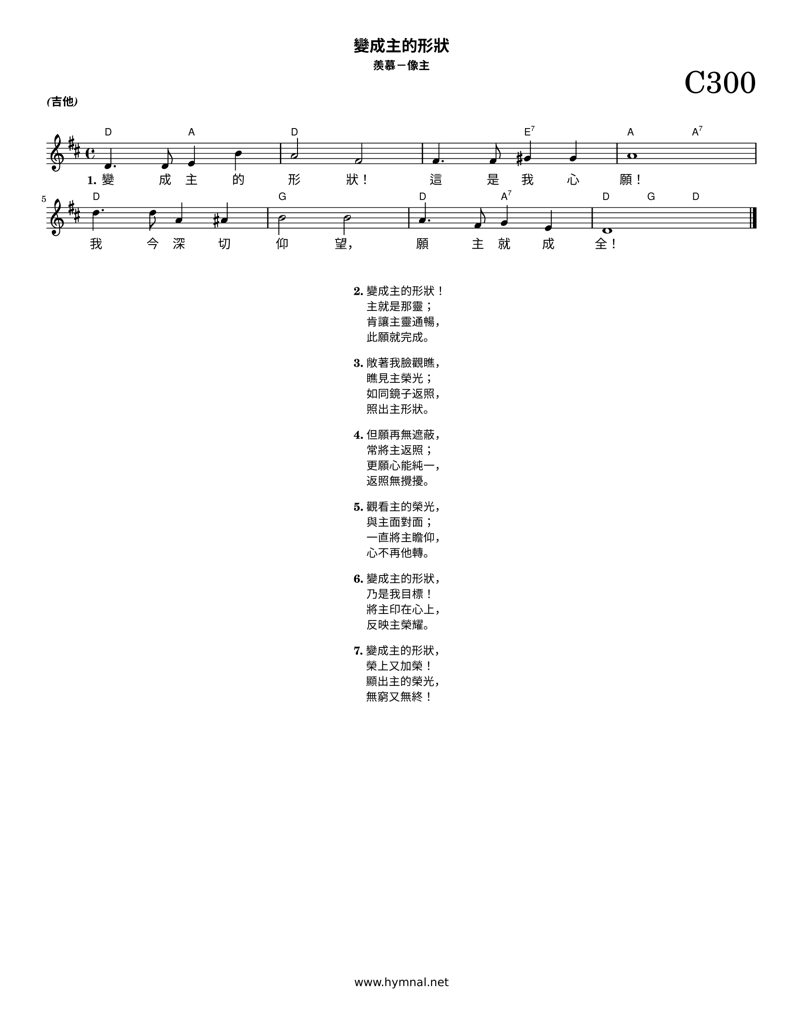 變成主的形狀
羨慕－像主
C300
(吉他)
D A D E7 A A7
1. 變 成 主 的 形 狀！ 這 是 我 心 願！
5
D G D A7 D G D
我 今 深 切 仰 望， 願 主 就 成 全！
2. 變成主的形狀！
主就是那靈；
肯讓主靈通暢，
此願就完成。
3. 敞著我臉觀瞧，
瞧見主榮光；
如同鏡子返照，
照出主形狀。
4. 但願再無遮蔽，
常將主返照；
更願心能純一，
返照無攪擾。
5. 觀看主的榮光，
與主面對面；
一直將主瞻仰，
心不再他轉。
6. 變成主的形狀，
乃是我目標！
將主印在心上，
反映主榮耀。
7. 變成主的形狀，
榮上又加榮！
顯出主的榮光，
無窮又無終！
www.hymnal.net